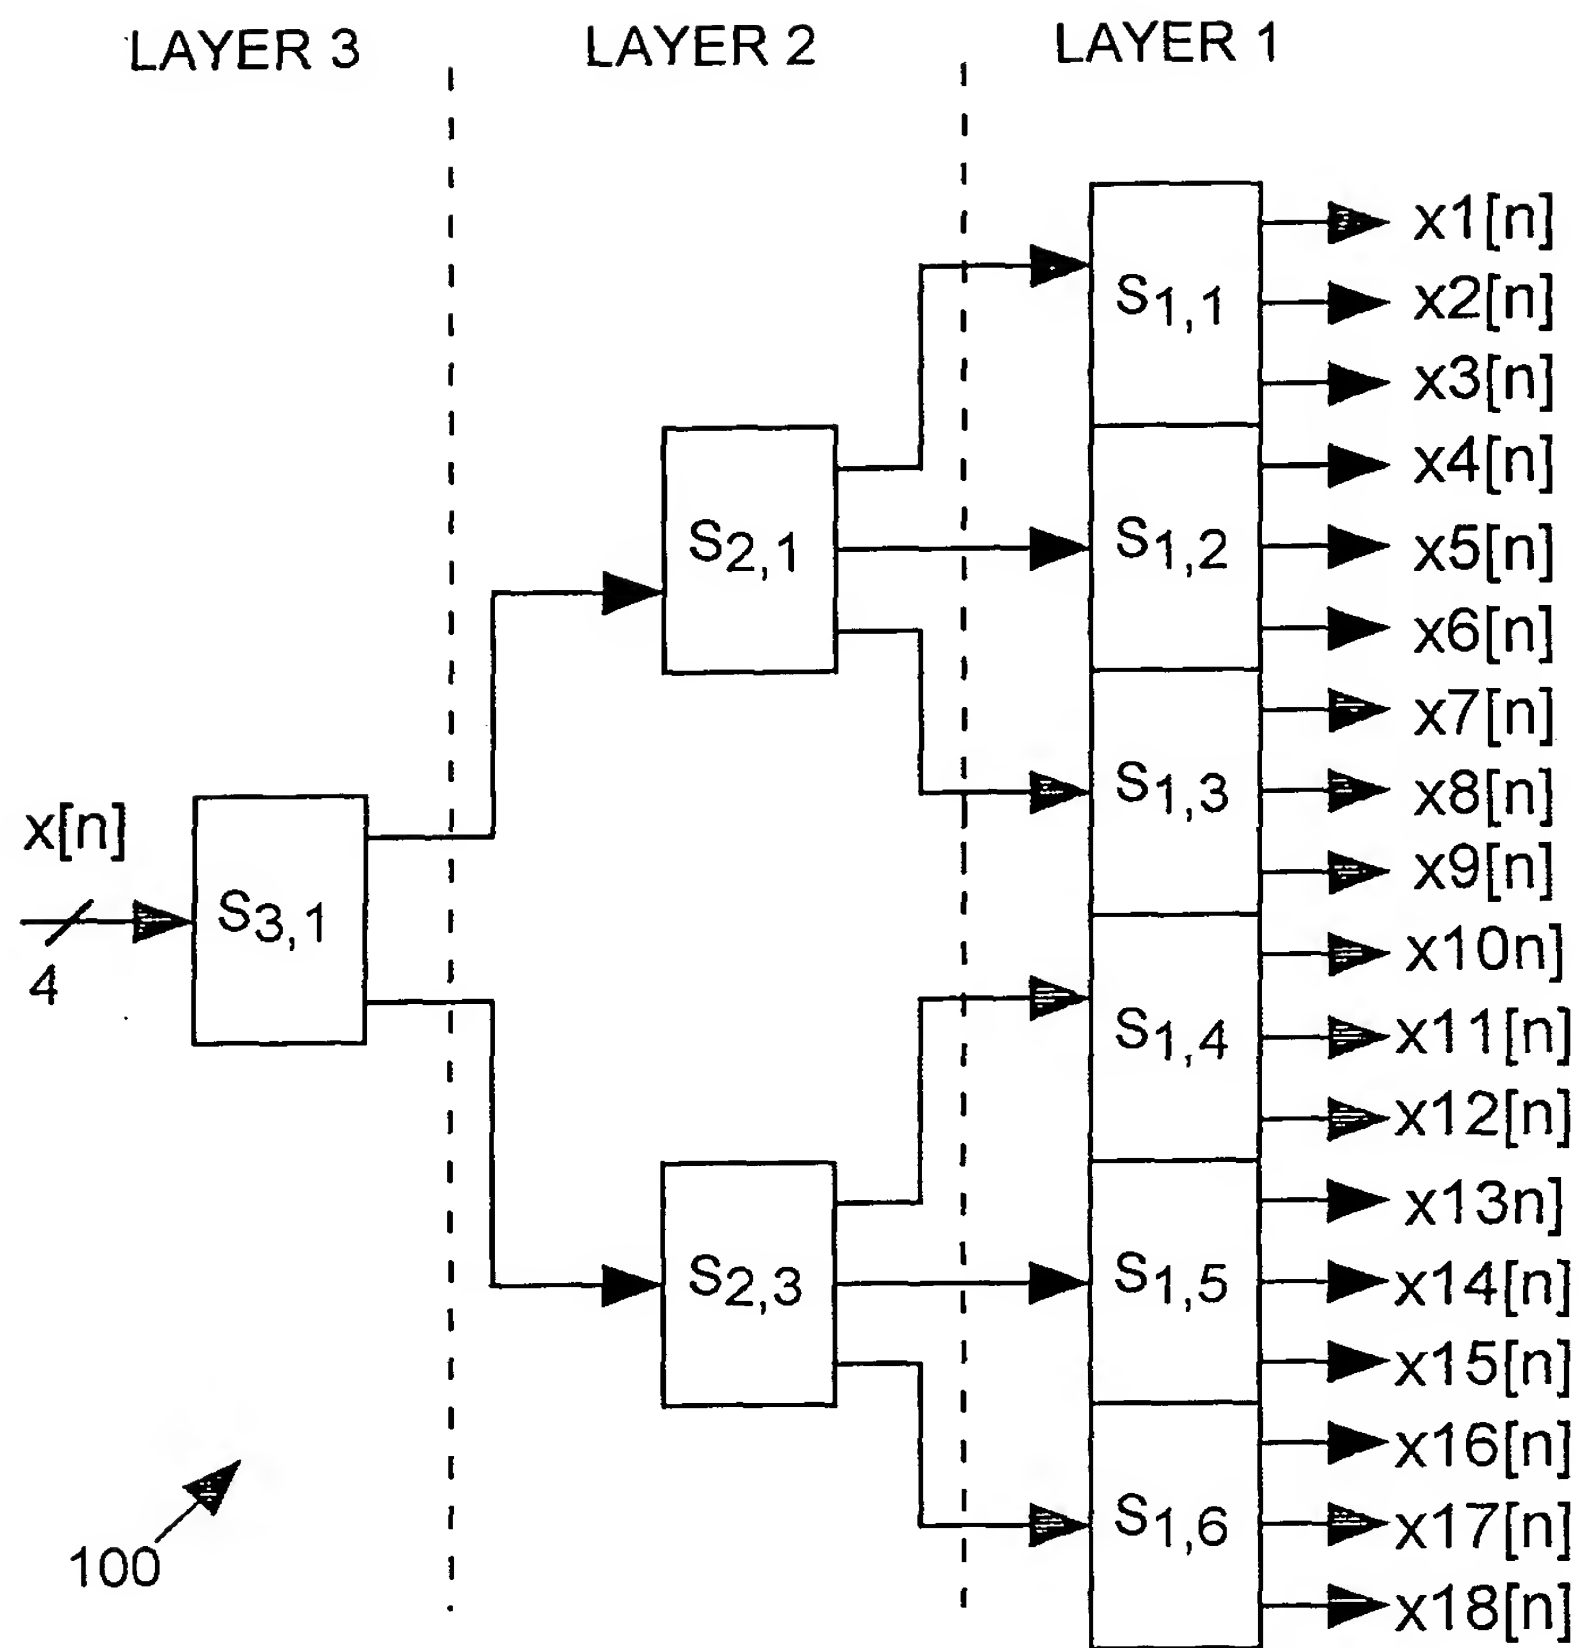 LAYER 3 LAYER 2 LAYER 1
x1[n]
S1,1
x2[n]
x3[n]
x4[n]
S2,1
S1,2
x5[n]
x6[n]
x7[n]
S1,3
x8[n]
x[n]
x9[n]
S3,1
x10n]
4
S1,4
x11[n]
x12[n]
x13n]
S2,3
S1,5
x14[n]
x15[n]
x16[n]
S1,6
x17[n]
100
x18[n]